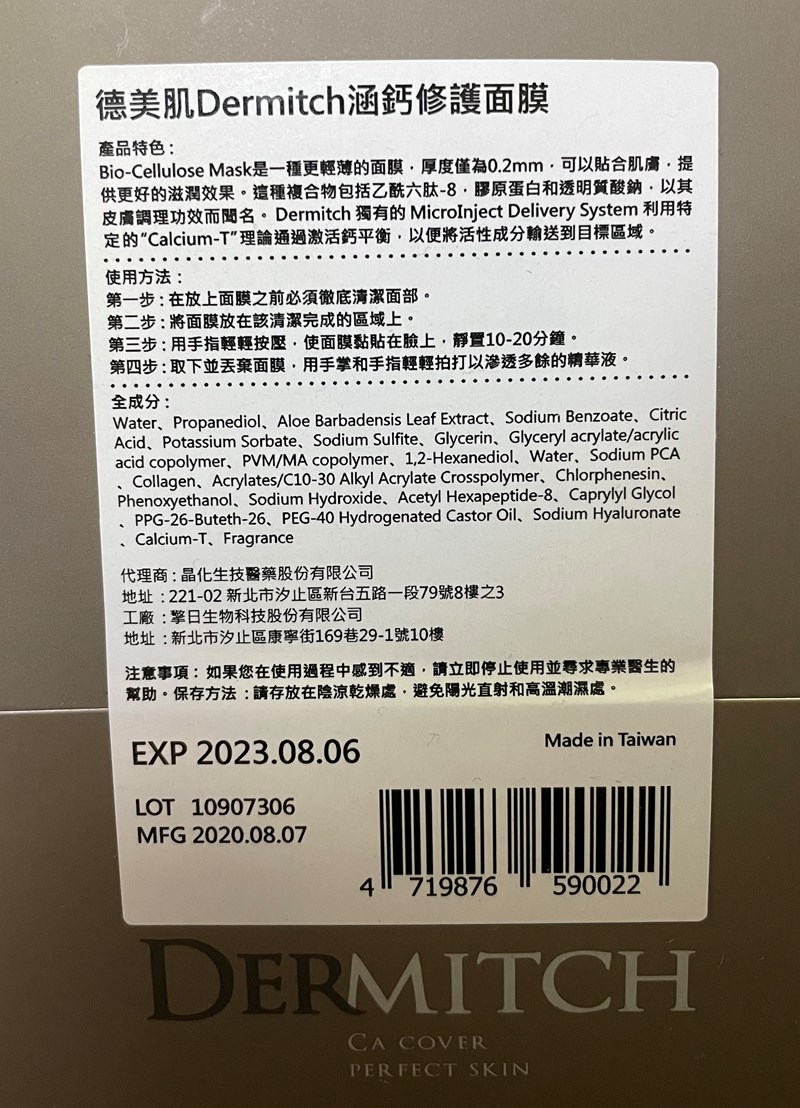 德美肌Dermitch涵鈣修護面膜
產品特色:
Bio-Cellulose Mask是一種更輕薄的面膜,厚度僅為0.2mm,可以貼合肌膚,提
供更好的滋潤效果。這種複合物包括乙酰六肽-8,膠原蛋白和透明質酸鈉,以其
皮膚調理功效而聞名。Dermitch 獨有的 MicroInject Delivery System 利用特
定的"Calcium-T"理論通過激活鈣平衡,以便將活性成分輸送到目標區域。
使用方法:
第一步:在放上面膜之前必須徹底清潔面部。
第二步:將面膜放在該清潔完成的區域上。
第三步:用手指輕輕按壓,使面膜黏貼在臉上,靜置10-20分鐘。
第四步:取下並丟棄面膜,用手掌和手指輕輕拍打以滲透多餘的精華液。
全成分:
Water、Propanediol、Aloe Barbadensis Leaf Extract、Sodium Benzoate、Citric
Acid、Potassium Sorbate、Sodium Sulfite、Glycerin、Glyceryl acrylate/acrylic
acid copolymer、PVM/MA copolymer、1,2-Hexanediol、Water、Sodium PCA
、Collagen、Acrylates/C10-30 Alkyl Acrylate Crosspolymer、Chlorphenesin、
Phenoxyethanol、Sodium Hydroxide、Acetyl Hexapeptide-8、Caprylyl Glycol
、PPG-26-Buteth-26、PEG-40 Hydrogenated Castor Oil、Sodium Hyaluronate
、Calcium-T、Fragrance
代理商:晶化生技醫藥股份有限公司
地址:221-02 新北市汐止區新台五路一段79號8樓之3
工廠:擎日生物科技股份有限公司
地址:新北市汐止區康寧街169巷29-1號10樓
注意事項:如果您在使用過程中感到不適,請立即停止使用並尋求專業醫生的
幫助。保存方法:請存放在陰涼乾燥處,避免陽光直射和高溫潮濕處。
EXP 2023.08.06
Made in Taiwan
LOT 10907306
MFG 2020.08.07
4 719876 590022
DERMITCH
CA COVER
PERFECT SKIN